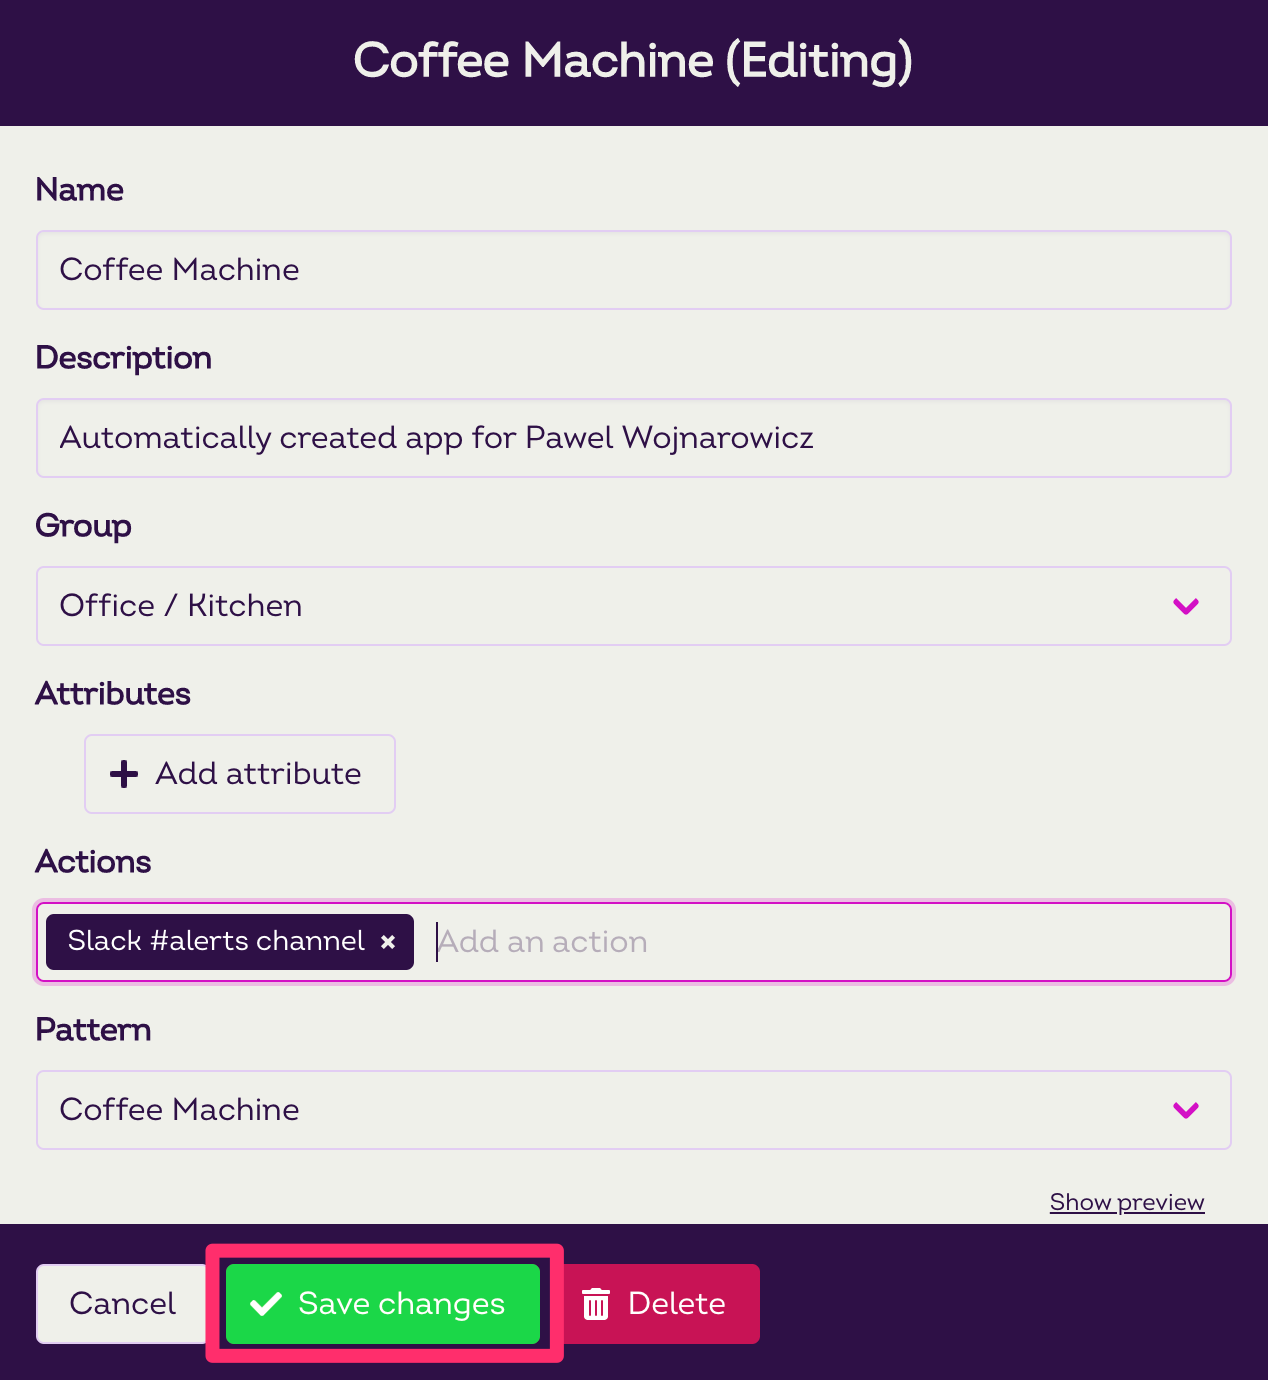 Coffee Machine (Editing)
Name
Coffee Machine
Description
Automatically created app for Pawel Wojnarowicz
Group
Office / Kitchen
Attributes
Add attribute
Actions
Slack #alerts channel × Add an action
Pattern
Coffee Machine
Show preview
Cancel Save changes Delete